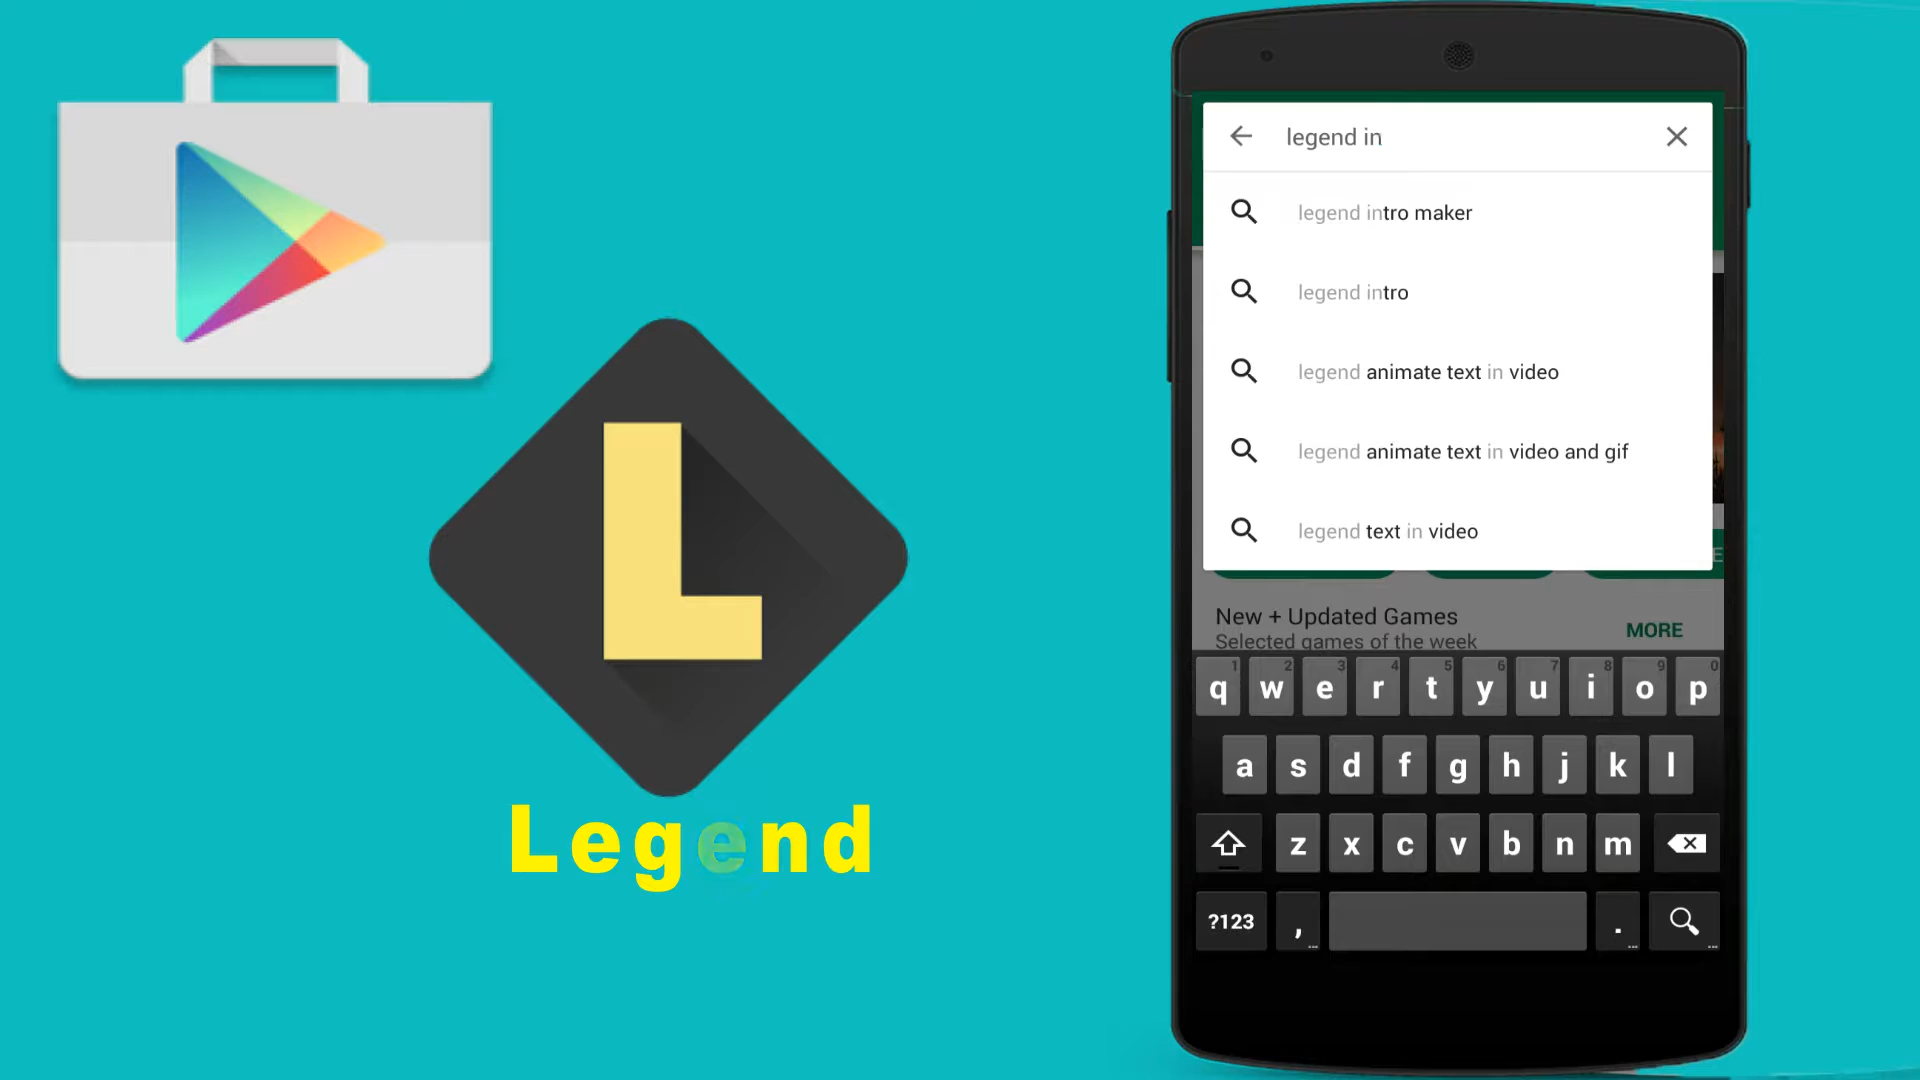 L
Legend
legend in
legend intro maker
legend intro
legend animate text in video
legend animate text in video and gif
legend text in video
E
New + Updated Games
MORE
Selected games of the week
1 2 3 4 5 6 7 8 9 0
q w e r t y u i o p
a s d f g h j k l
z x c v b n m
?123 , .